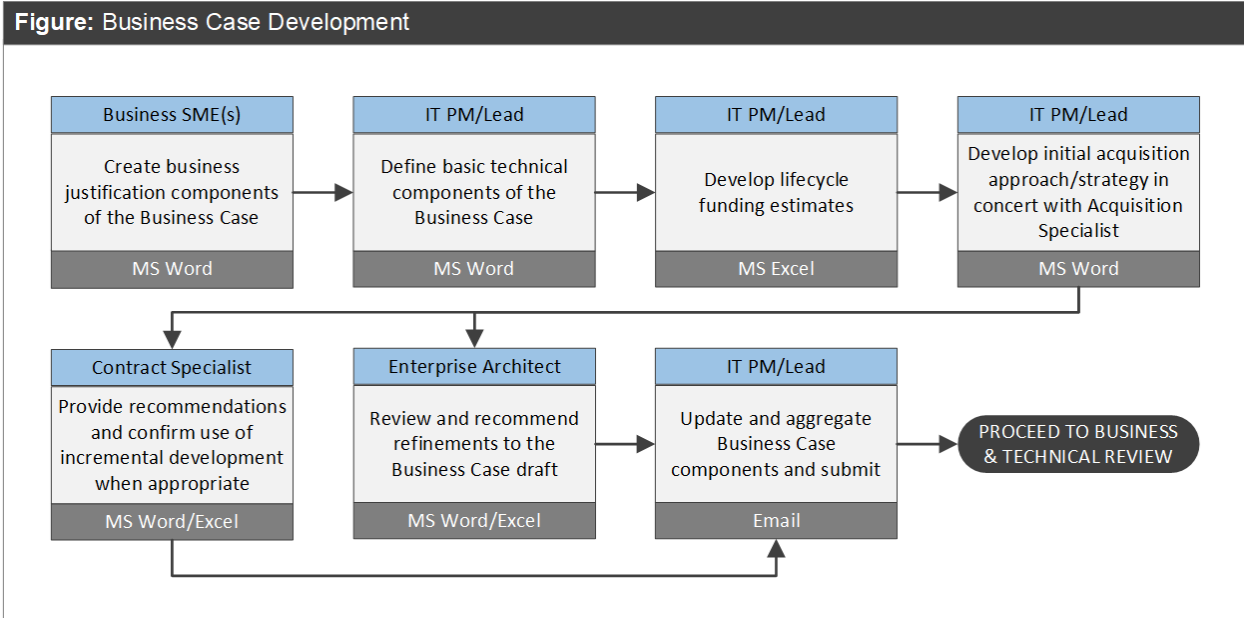 Figure: Business Case Development
Business SME(s)
Create business
justification components
of the Business Case
MS Word
IT PM/Lead
Define basic technical
components of the
Business Case
MS Word
IT PM/Lead
Develop lifecycle
funding estimates
MS Excel
IT PM/Lead
Develop initial acquisition
approach/strategy in
concert with Acquisition
Specialist
MS Word
Contract Specialist
Provide recommendations
and confirm use of
incremental development
when appropriate
MS Word/Excel
Enterprise Architect
Review and recommend
refinements to the
Business Case draft
MS Word/Excel
IT PM/Lead
Update and aggregate
Business Case
components and submit
Email
PROCEED TO BUSINESS
& TECHNICAL REVIEW